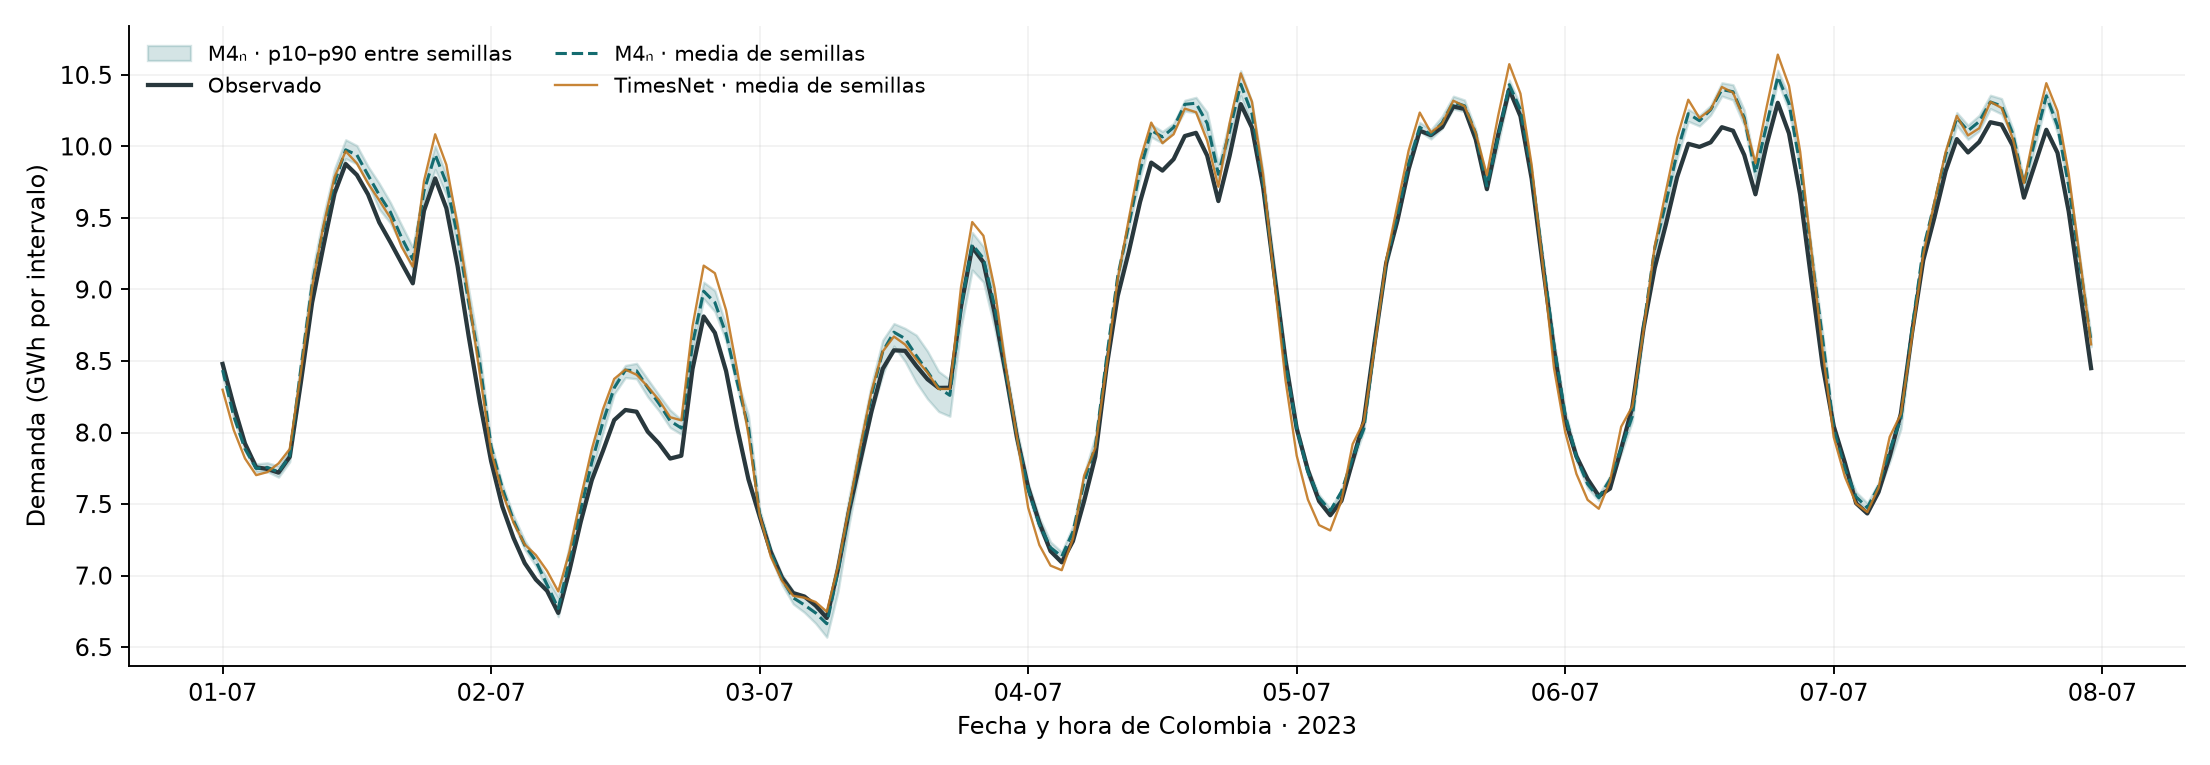 M4ₙ · p10–p90 entre semillas
Observado
M4ₙ · media de semillas
TimesNet · media de semillas
Demanda (GWh por intervalo)
10.5
10.0
9.5
9.0
8.5
8.0
7.5
7.0
6.5
01-07 02-07 03-07 04-07 05-07 06-07 07-07 08-07
Fecha y hora de Colombia · 2023